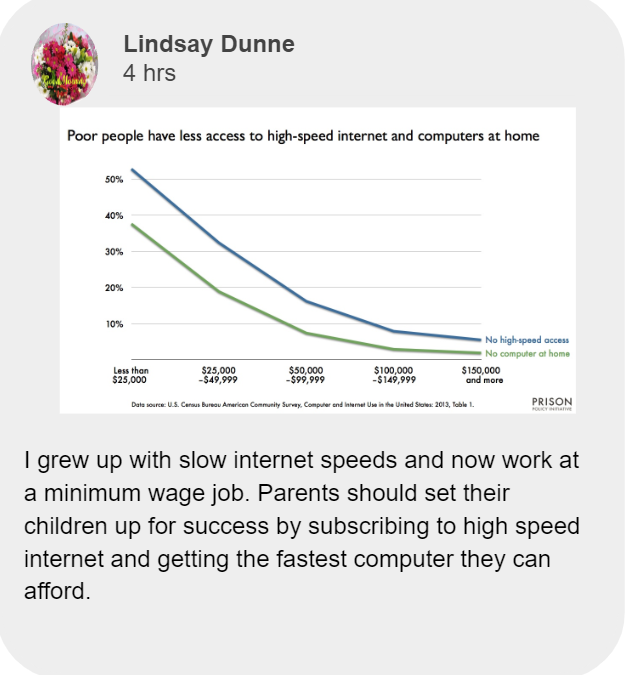 Lindsay Dunne
4 hrs
Poor people have less access to high-speed internet and computers at home
50%
40%
30%
20%
10%
No high-speed access
No computer at home
Less than
$25,000
$25,000
–$49,999
$50,000
–$99,999
$100,000
–$149,999
$150,000
and more
Data source: U.S. Census Bureau American Community Survey, Computer and Internet Use in the United States: 2013, Table 1.
PRISON
POLICY INITIATIVE
I grew up with slow internet speeds and now work at
a minimum wage job. Parents should set their
children up for success by subscribing to high speed
internet and getting the fastest computer they can
afford.